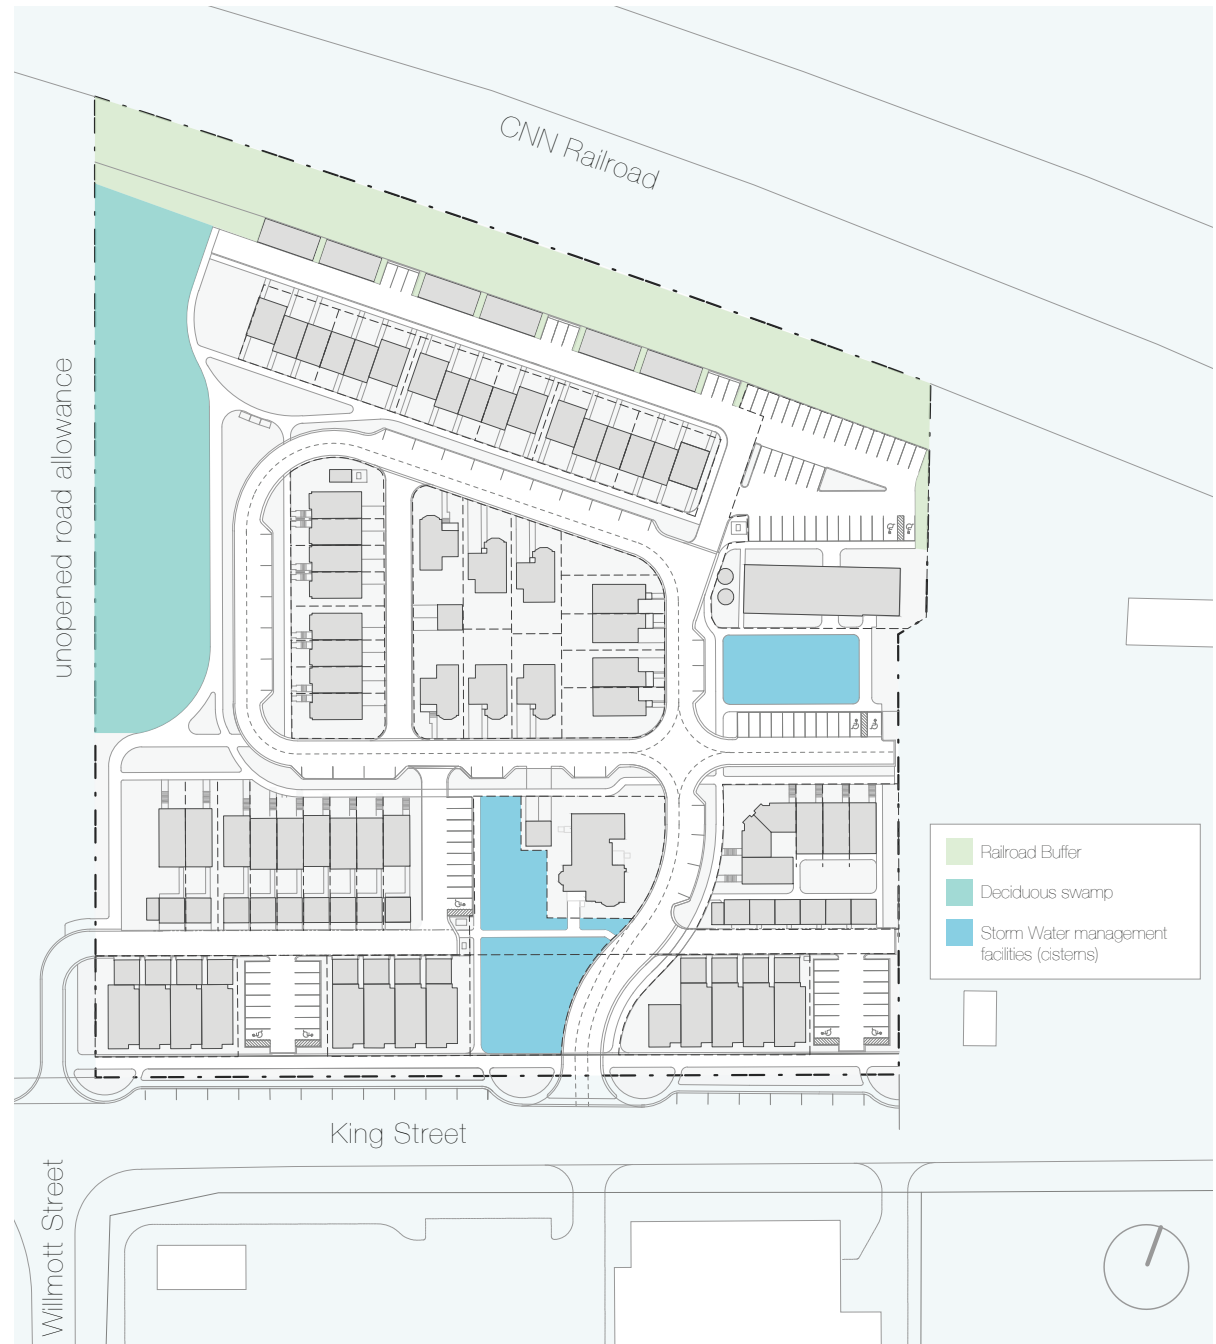 CNN Railroad
unopened road allowance
Railroad Buffer
Deciduous swamp
Storm Water management
facilities (cisterns)
King Street
Willmott Street